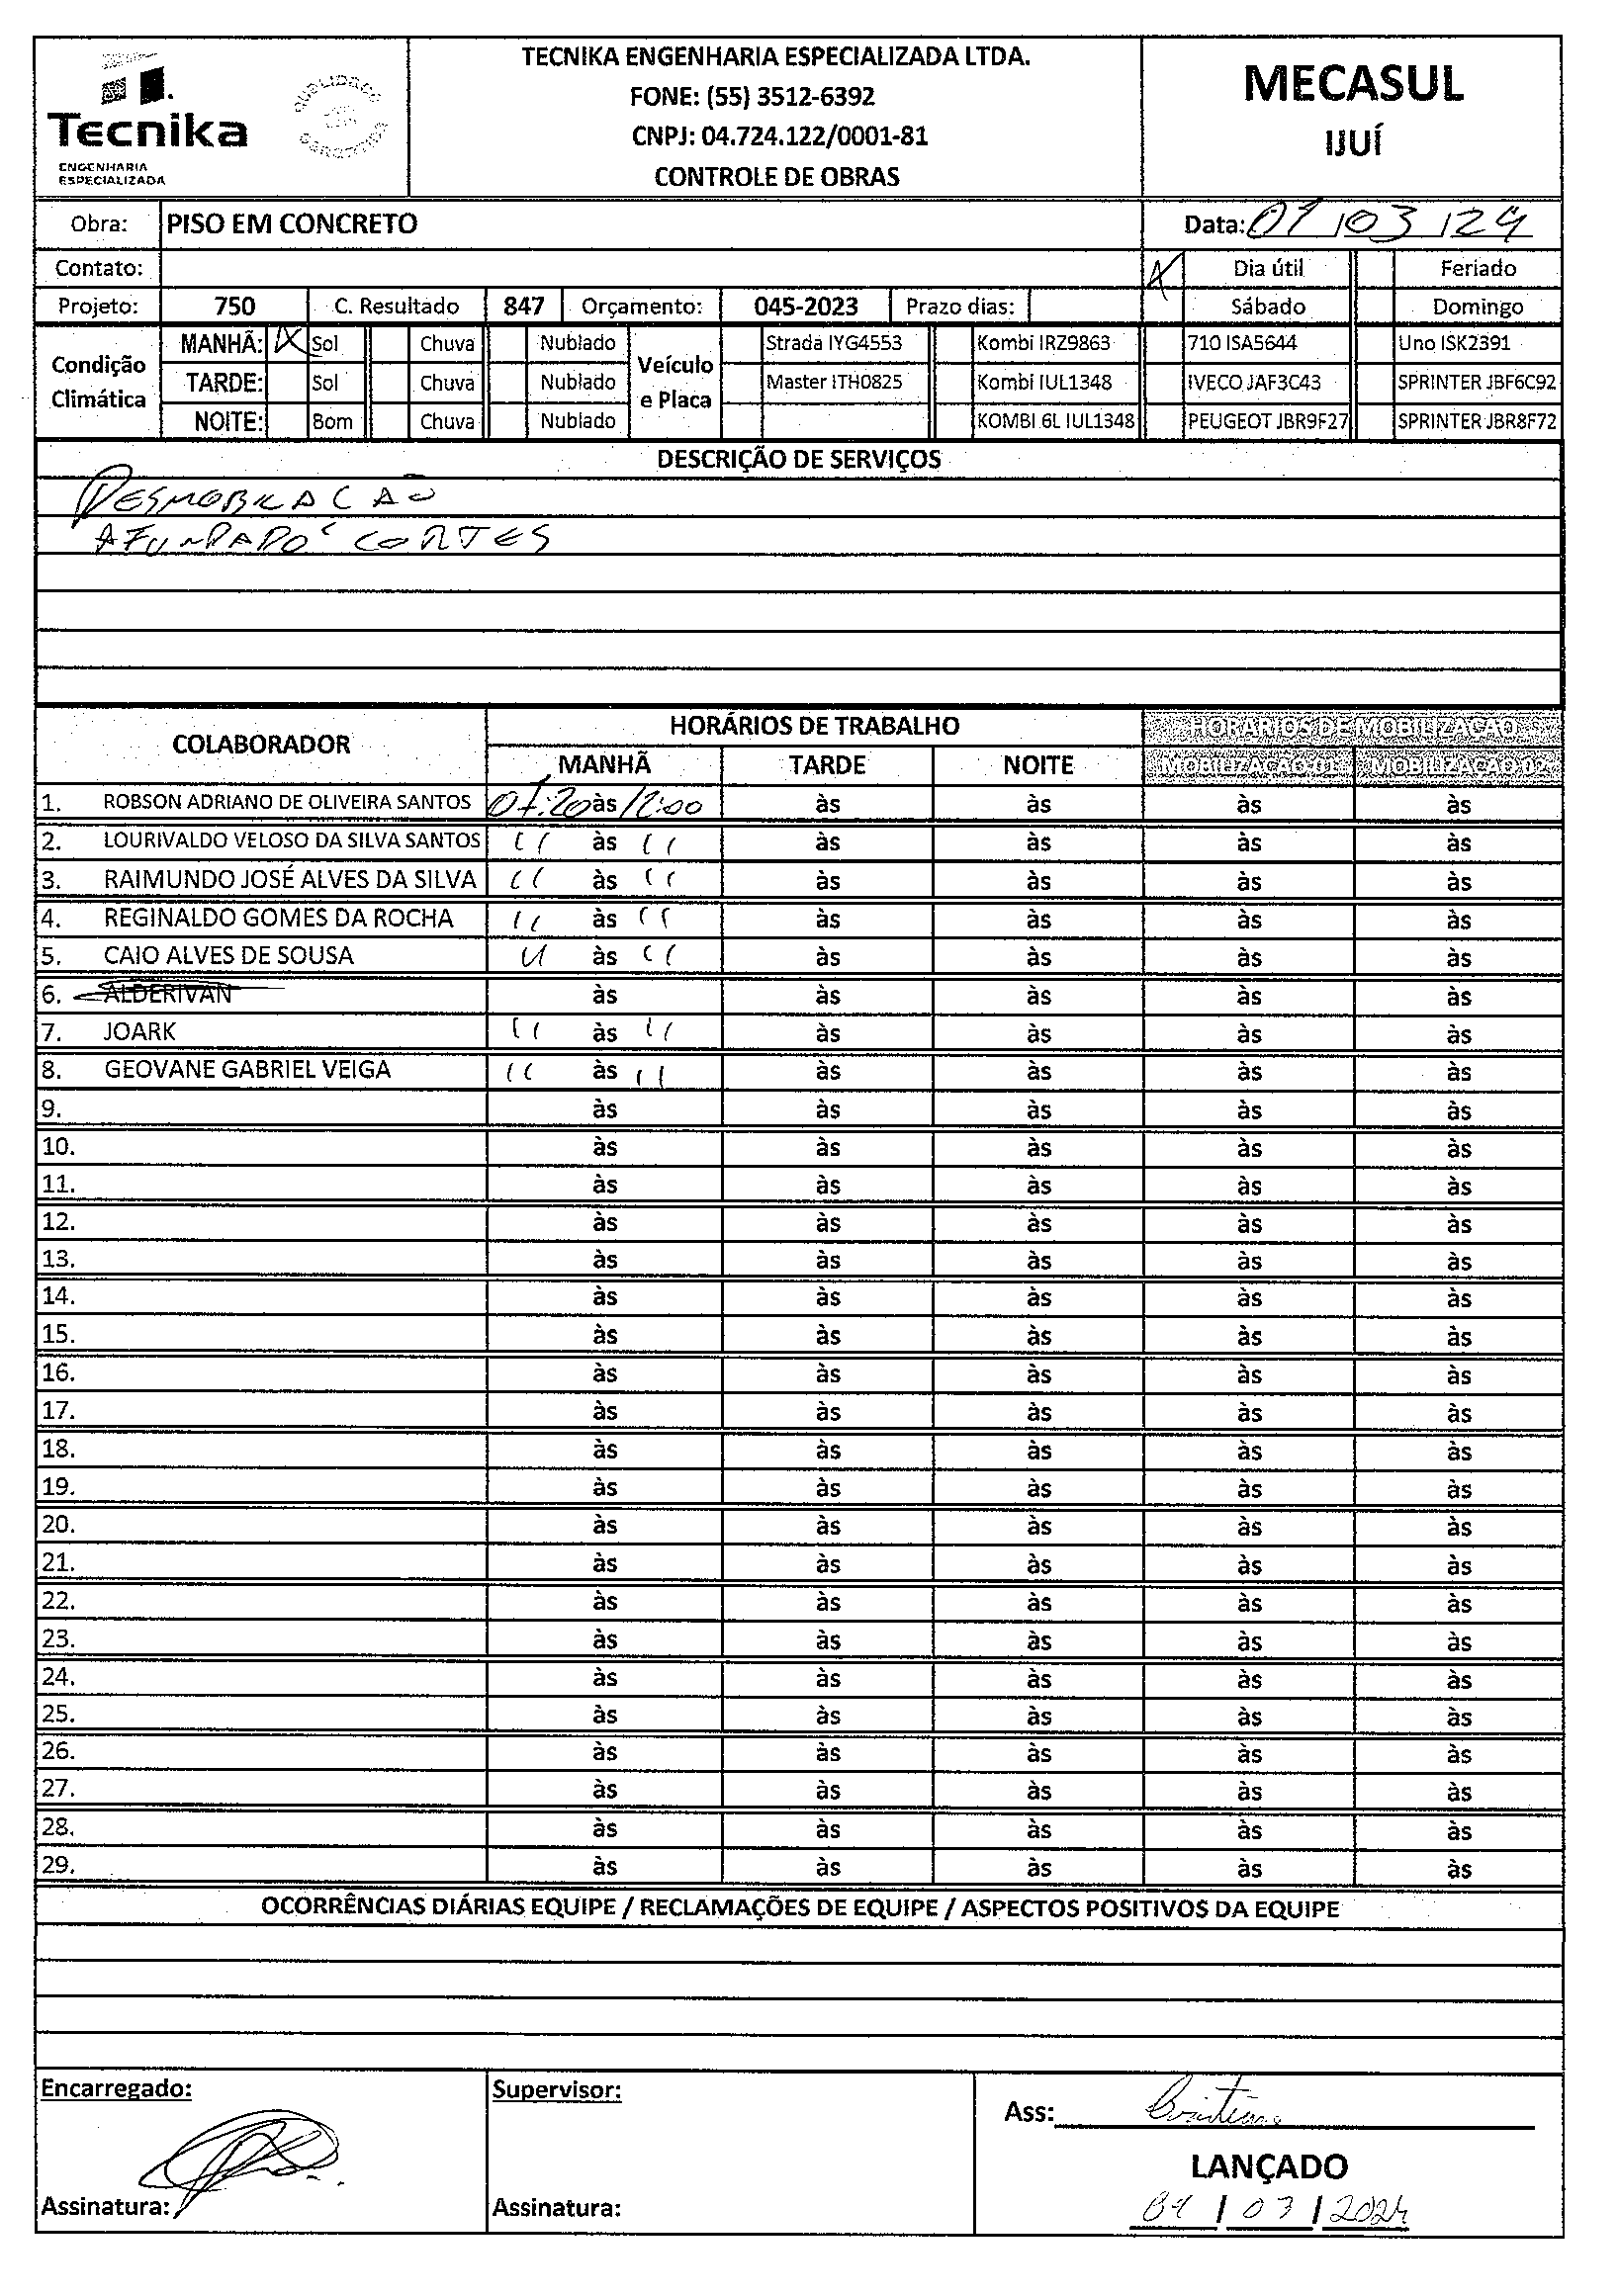 Tecnika
ENGENHARIA
ESPECIALIZADA
QUALIDADE
TECNIKA ENGENHARIA ESPECIALIZADA LTDA.
FONE: (55) 3512-6392
CNPJ: 04.724.122/0001-81
CONTROLE DE OBRAS
MECASUL
IJUÍ
Obra: PISO EM CONCRETO Data: 01/03/24
Contato: X Dia útil Feriado
Projeto: 750 C. Resultado 847 Orçamento: 045-2023 Prazo dias: Sábado Domingo
Condição Climática
MANHÃ: X Sol Chuva Nublado
TARDE: Sol Chuva Nublado
NOITE: Bom Chuva Nublado
Veículo e Placa
Strada IYG4553 Kombi IRZ9863 710 ISA5644 Uno ISK2391
Master ITH0825 Kombi IUL1348 IVECO JAF3C43 SPRINTER JBF6C92
KOMBI 6L IUL1348 PEUGEOT JBR9F27 SPRINTER JBR8F72
DESCRIÇÃO DE SERVIÇOS
CORTES
COLABORADOR HORÁRIOS DE TRABALHO HORÁRIOS DE MOBILIZAÇÃO
MANHÃ TARDE NOITE MOBILIZAÇÃO 01 MOBILIZAÇÃO 02
1. ROBSON ADRIANO DE OLIVEIRA SANTOS 07:20 às 12:00 às às às às
2. LOURIVALDO VELOSO DA SILVA SANTOS " às " às às às às
3. RAIMUNDO JOSÉ ALVES DA SILVA " às " às às às às
4. REGINALDO GOMES DA ROCHA " às " às às às às
5. CAIO ALVES DE SOUSA " às " às às às às
6. ALDERIVAN às às às às às
7. JOARK " às " às às às às
8. GEOVANE GABRIEL VEIGA " às " às às às às
9. às às às às às
10. às às às às às
11. às às às às às
12. às às às às às
13. às às às às às
14. às às às às às
15. às às às às às
16. às às às às às
17. às às às às às
18. às às às às às
19. às às às às às
20. às às às às às
21. às às às às às
22. às às às às às
23. às às às às às
24. às às às às às
25. às às às às às
26. às às às às às
27. às às às às às
28. às às às às às
29. às às às às às
OCORRÊNCIAS DIÁRIAS EQUIPE / RECLAMAÇÕES DE EQUIPE / ASPECTOS POSITIVOS DA EQUIPE
Encarregado: Supervisor: Ass:
LANÇADO
Assinatura: Assinatura: 04/03/2024